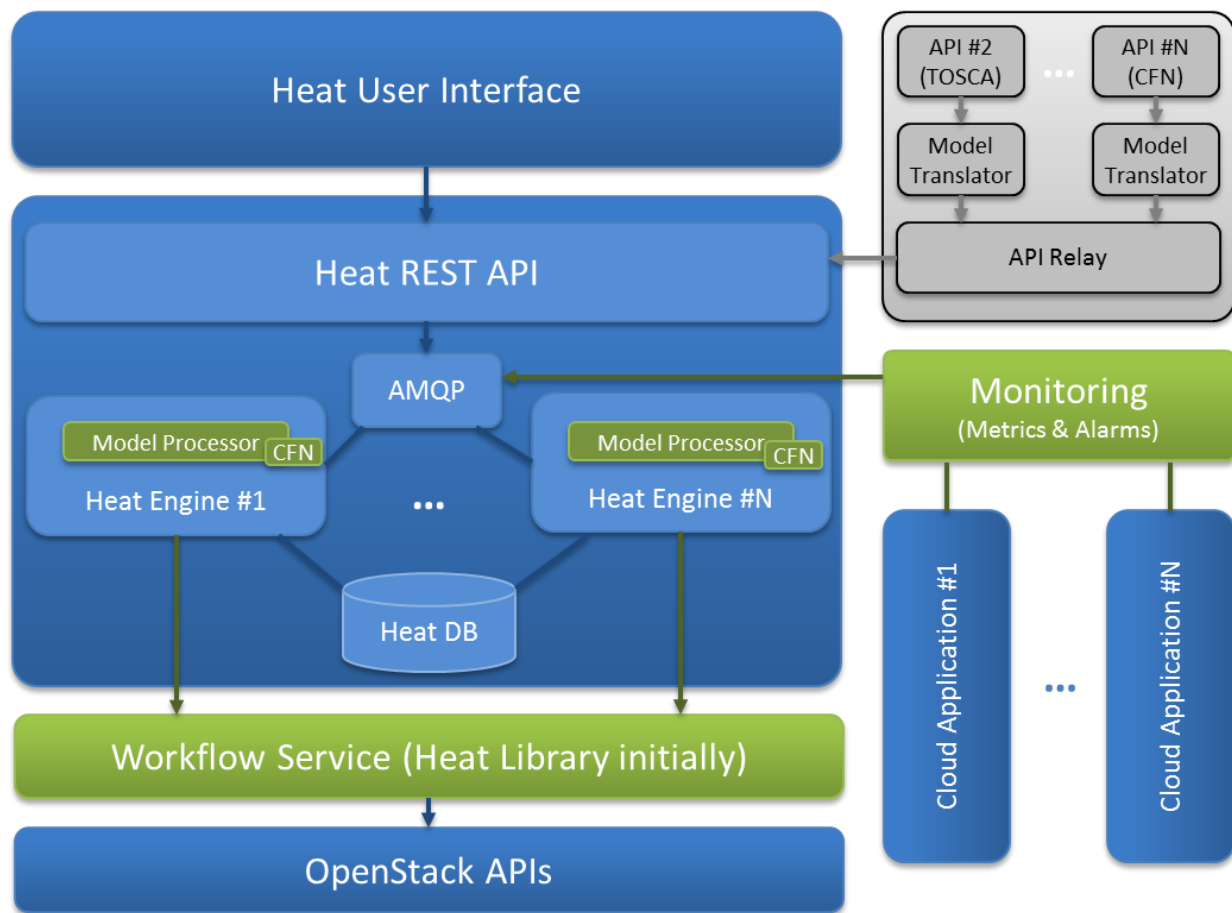 Heat User Interface
API #2
(TOSCA)
...
API #N
(CFN)
Model
Translator
Model
Translator
API Relay
Heat REST API
AMQP
Monitoring
(Metrics & Alarms)
Model Processor
CFN
Heat Engine #1
...
Model Processor
CFN
Heat Engine #N
Heat DB
Cloud Application #1
...
Cloud Application #N
Workflow Service (Heat Library initially)
OpenStack APIs